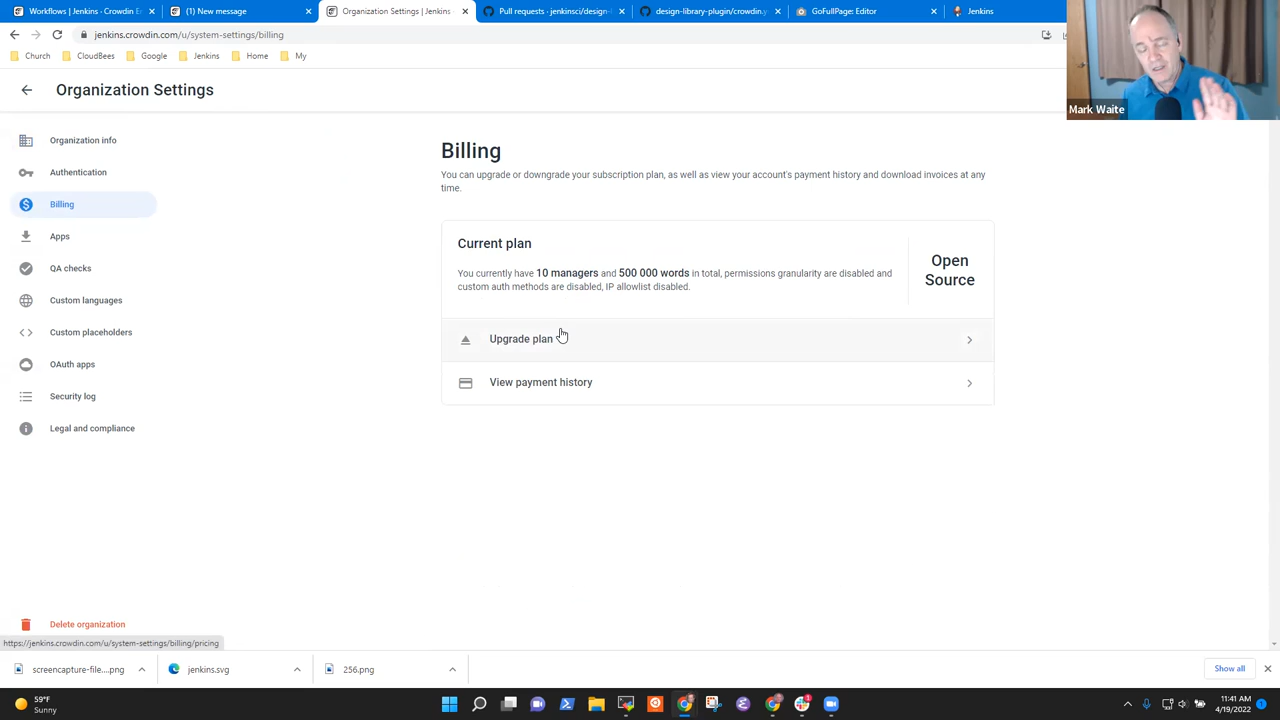 Workflows | Jenkins - Crowdin E
(1) New message
Organization Settings | Jenkins
Pull requests · jenkinsci/design-
design-library-plugin/crowdin.y
GoFullPage: Editor
Jenkins
jenkins.crowdin.com/u/system-settings/billing
Church
CloudBees
Google
Jenkins
Home
My
Mark Waite
Organization Settings
Organization info
Authentication
Billing
Apps
QA checks
Custom languages
Custom placeholders
OAuth apps
Security log
Legal and compliance
Delete organization
Billing
You can upgrade or downgrade your subscription plan, as well as view your account's payment history and download invoices at any
time.
Current plan
You currently have 10 managers and 500 000 words in total, permissions granularity are disabled and
custom auth methods are disabled, IP allowlist disabled.
Open
Source
Upgrade plan
View payment history
https://jenkins.crowdin.com/u/system-settings/billing/pricing
screencapture-file....png
jenkins.svg
256.png
Show all
59°F
Sunny
11:41 AM
4/19/2022